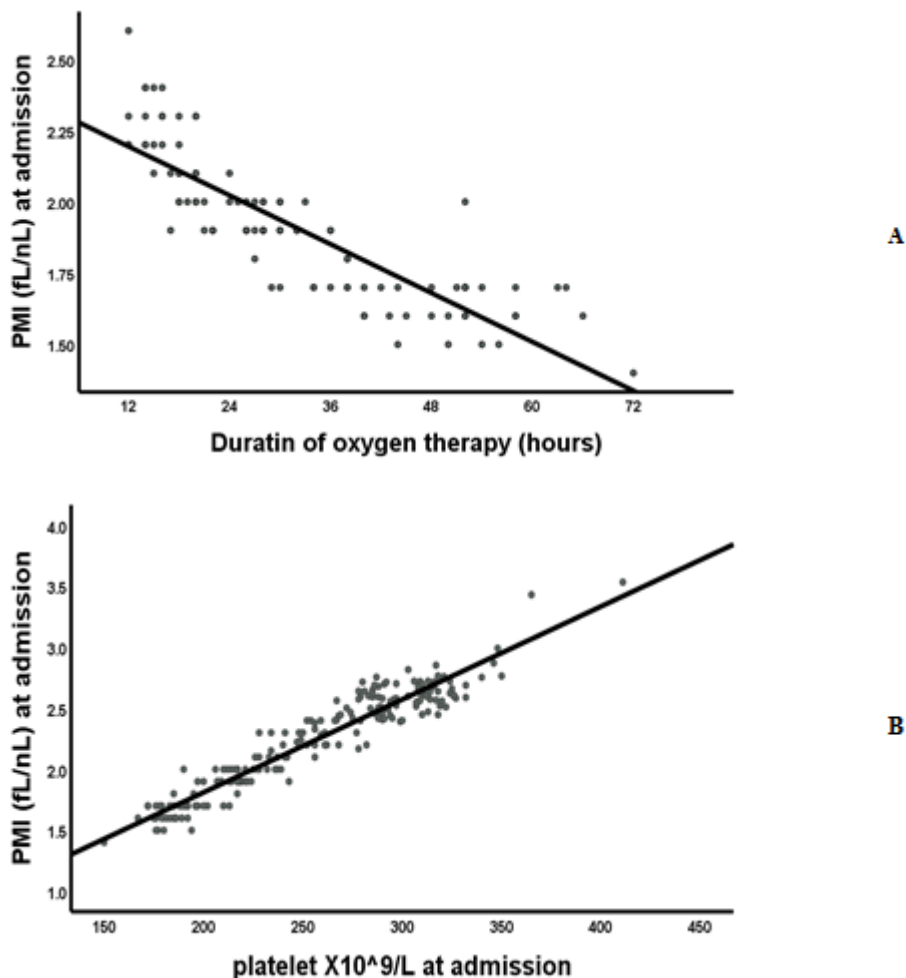 PMI (fL/nL) at admission
2.50
2.25
2.00
1.75
1.50
12 24 36 48 60 72
Duratin of oxygen therapy (hours)
A
PMI (fL/nL) at admission
4.0
3.5
3.0
2.5
2.0
1.5
1.0
150 200 250 300 350 400 450
platelet X10^9/L at admission
B